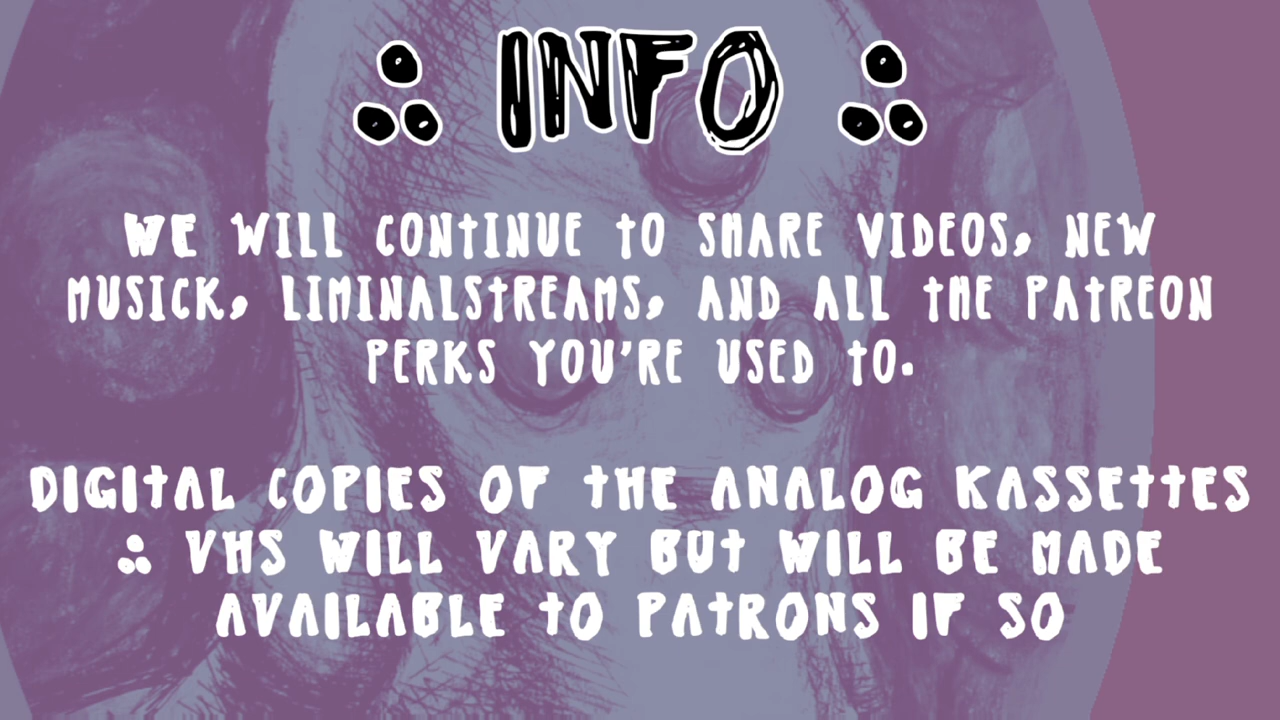 ∴ INFO ∴
WE WILL CONTINUE TO SHARE VIDEOS, NEW
MUSICK, LIMINALSTREAMS, AND ALL THE PATREON
PERKS YOU'RE USED TO.
DIGITAL COPIES OF THE ANALOG KASSETTES
∴ VHS WILL VARY BUT WILL BE MADE
AVAILABLE TO PATRONS IF SO